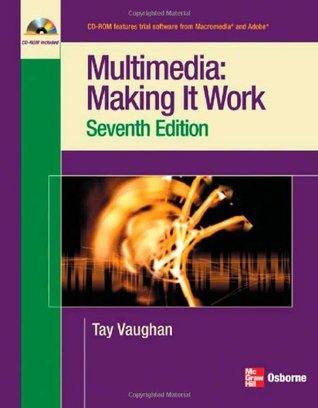 CD-ROM features trial software from Macromedia® and Adobe®
CD-ROM included
Multimedia:
Making It Work
Seventh Edition
Tay Vaughan
Mc
Graw
Hill
Osborne